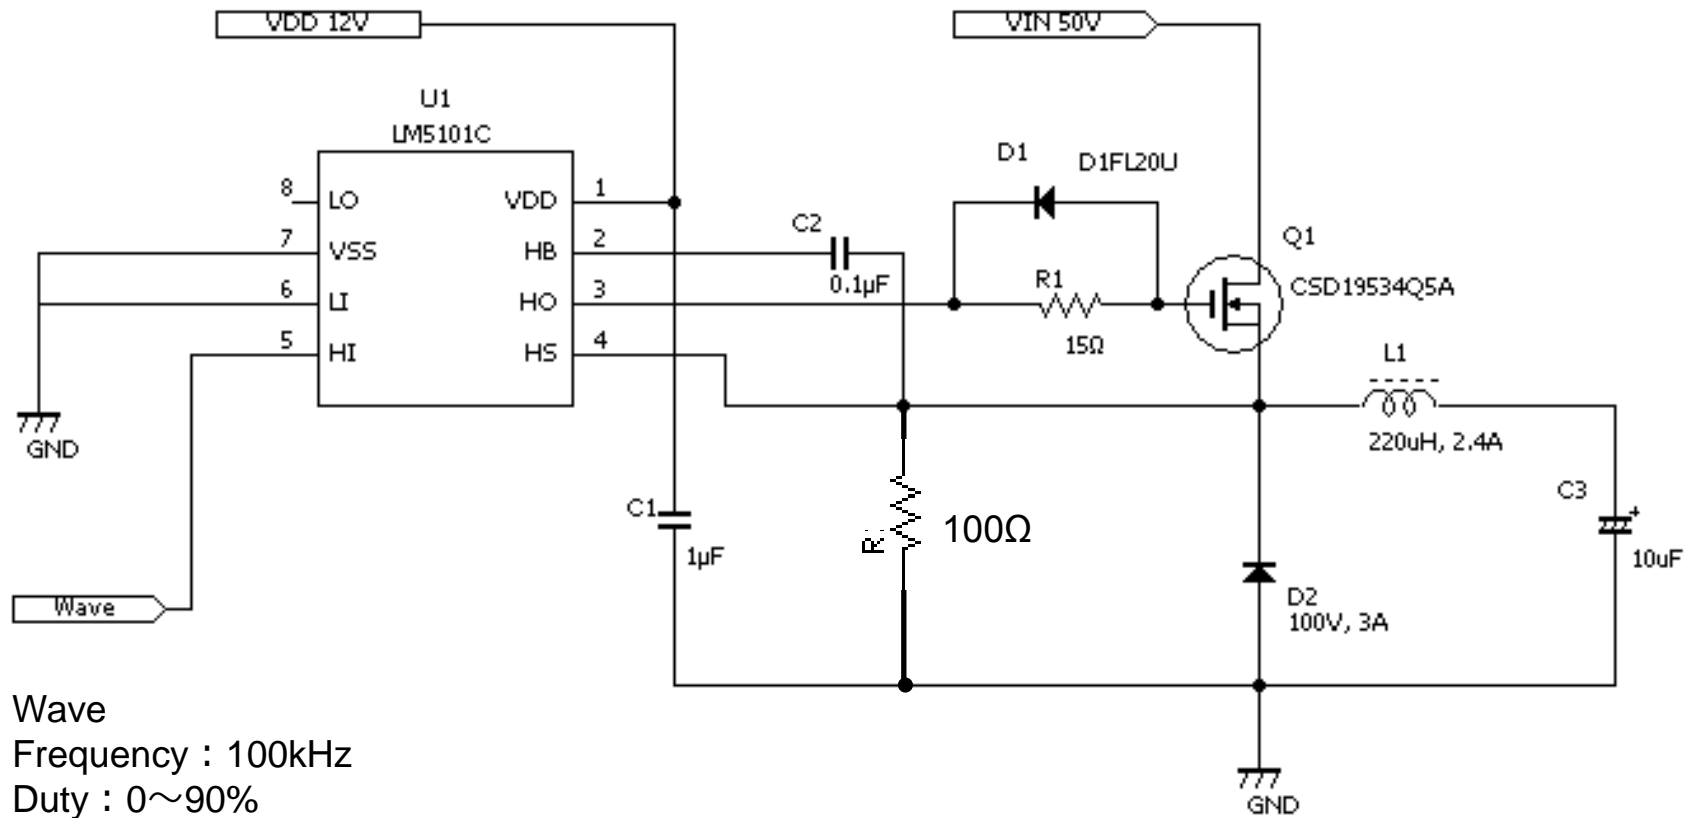 VDD 12V
VIN 50V
U1
LM5101C
8 LO
7 VSS
6 LI
5 HI
VDD 1
HB 2
HO 3
HS 4
C2
0.1µF
D1
D1FL20U
R1
15Ω
Q1
CSD19534Q5A
L1
220uH, 2.4A
GND
C1
1µF
R
100Ω
C3
+
10uF
D2
100V, 3A
Wave
GND
Wave
Frequency：100kHz
Duty：0～90%